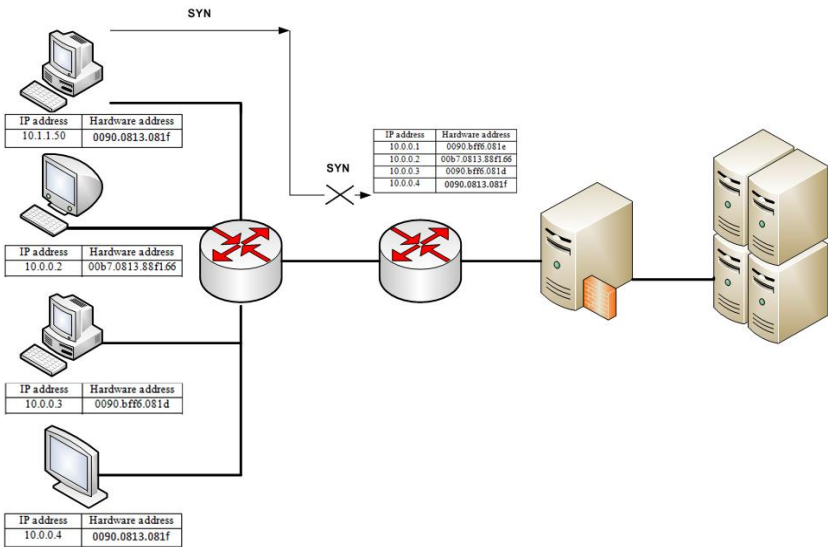 SYN
IP address Hardware address
10.1.1.50 0090.0813.081f
IP address Hardware address
10.0.0.1 0090.bff6.081e
10.0.0.2 00b7.0813.88f1.66
10.0.0.3 0090.bff6.081d
10.0.0.4 0090.0813.081f
SYN
IP address Hardware address
10.0.0.2 00b7.0813.88f1.66
IP address Hardware address
10.0.0.3 0090.bff6.081d
IP address Hardware address
10.0.0.4 0090.0813.081f